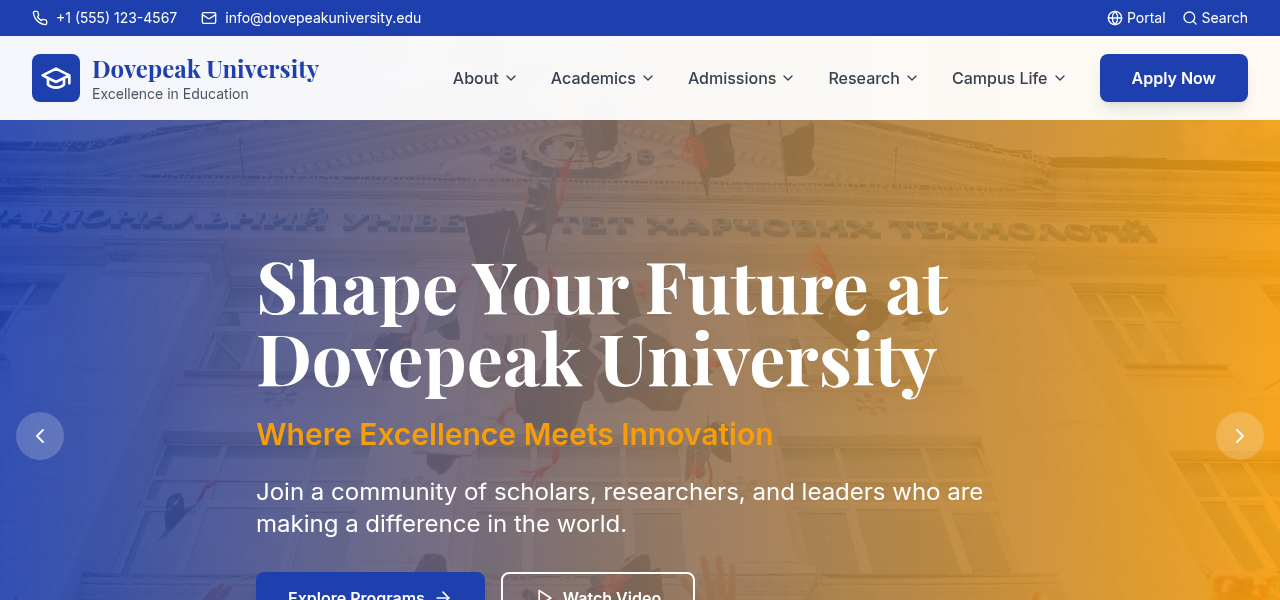 +1 (555) 123-4567
info@dovepeakuniversity.edu
Portal
Search
Dovepeak University
Excellence in Education
About
Academics
Admissions
Research
Campus Life
Apply Now
ТЕТ ХАРЧОВИХ ТЕХНОЛОГІЙ
Shape Your Future at
Dovepeak University
Where Excellence Meets Innovation
Join a community of scholars, researchers, and leaders who are
making a difference in the world.
Explore Programs
Watch Video